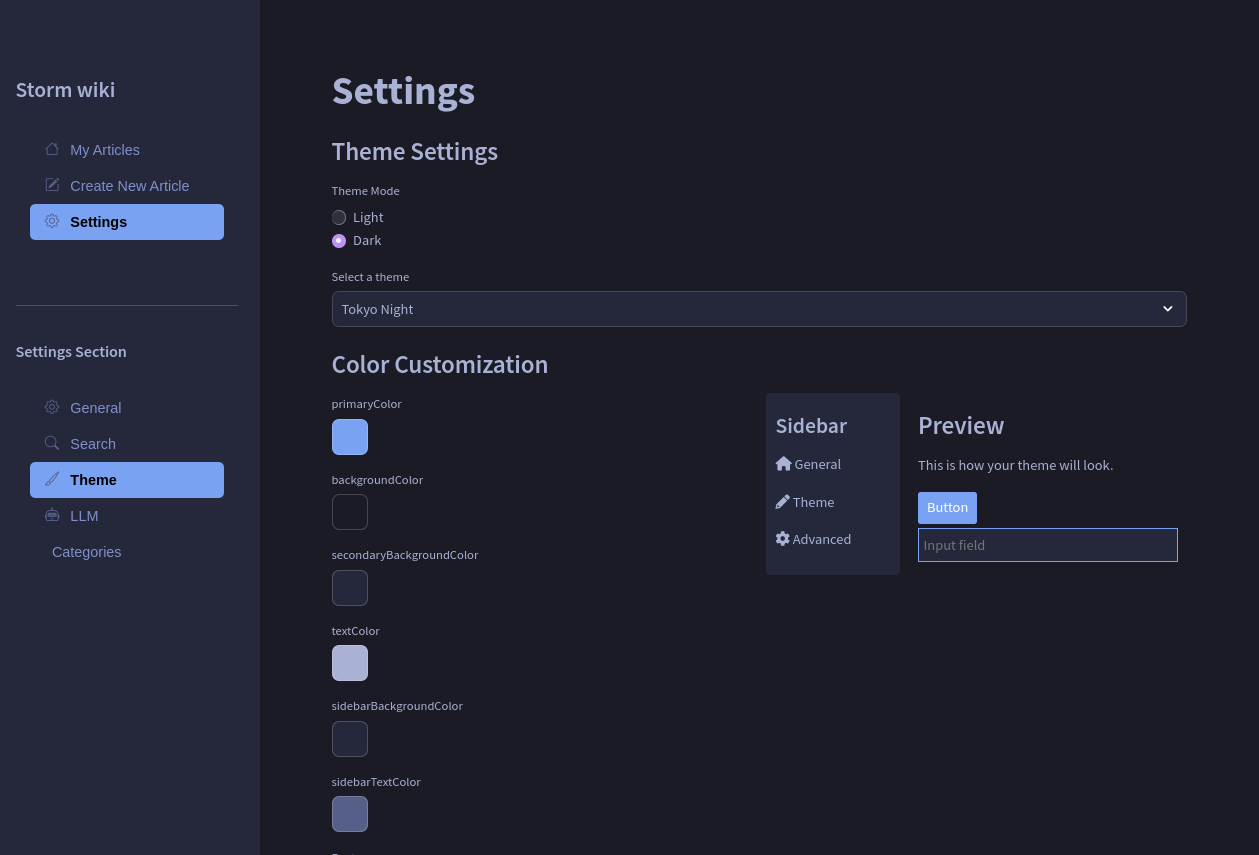 Storm wiki
My Articles
Create New Article
Settings
Settings Section
General
Search
Theme
LLM
Categories
Settings
Theme Settings
Theme Mode
Light
Dark
Select a theme
Tokyo Night
Color Customization
primaryColor
backgroundColor
secondaryBackgroundColor
textColor
sidebarBackgroundColor
sidebarTextColor
Sidebar
General
Theme
Advanced
Preview
This is how your theme will look.
Button
Input field